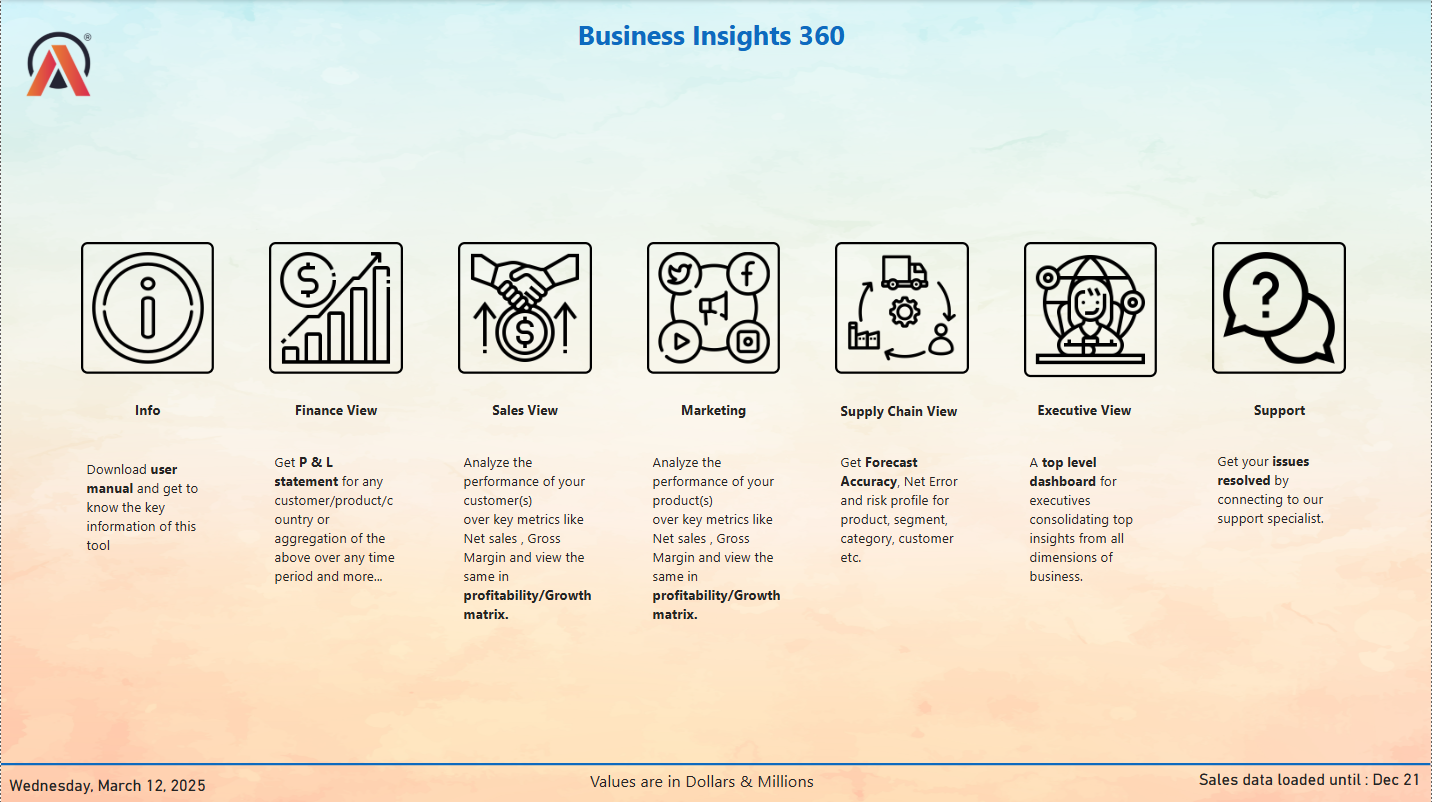 ®
Business Insights 360
Info
Download user
manual and get to
know the key
information of this
tool
Finance View
Get P & L
statement for any
customer/product/c
ountry or
aggregation of the
above over any time
period and more...
Sales View
Analyze the
performance of your
customer(s)
over key metrics like
Net sales , Gross
Margin and view the
same in
profitability/Growth
matrix.
Marketing
Analyze the
performance of your
product(s)
over key metrics like
Net sales , Gross
Margin and view the
same in
profitability/Growth
matrix.
Supply Chain View
Get Forecast
Accuracy, Net Error
and risk profile for
product, segment,
category, customer
etc.
Executive View
A top level
dashboard for
executives
consolidating top
insights from all
dimensions of
business.
Support
Get your issues
resolved by
connecting to our
support specialist.
Wednesday, March 12, 2025
Values are in Dollars & Millions
Sales data loaded until : Dec 21